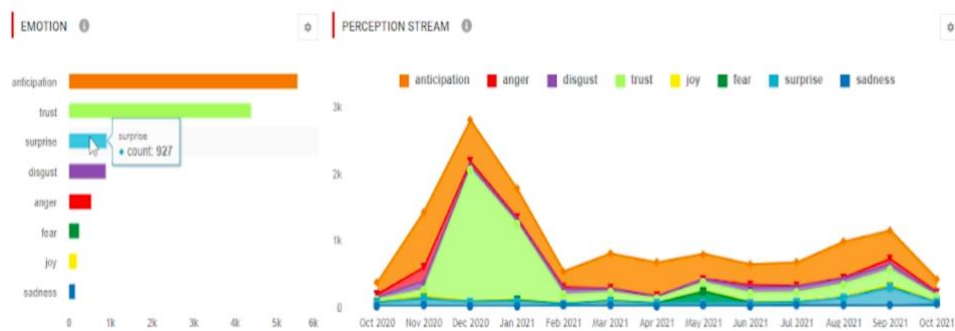 EMOTION
PERCEPTION STREAM
anticipation anger disgust trust joy fear surprise sadness
anticipation
trust
surprise
disgust
anger
fear
joy
sadness
surprise
• count: 927
0 1k 2k 3k 4k 5k 6k
3k
2k
1k
0
Oct 2020 Nov 2020 Dec 2020 Jan 2021 Feb 2021 Mar 2021 Apr 2021 May 2021 Jun 2021 Jul 2021 Aug 2021 Sep 2021 Oct 2021